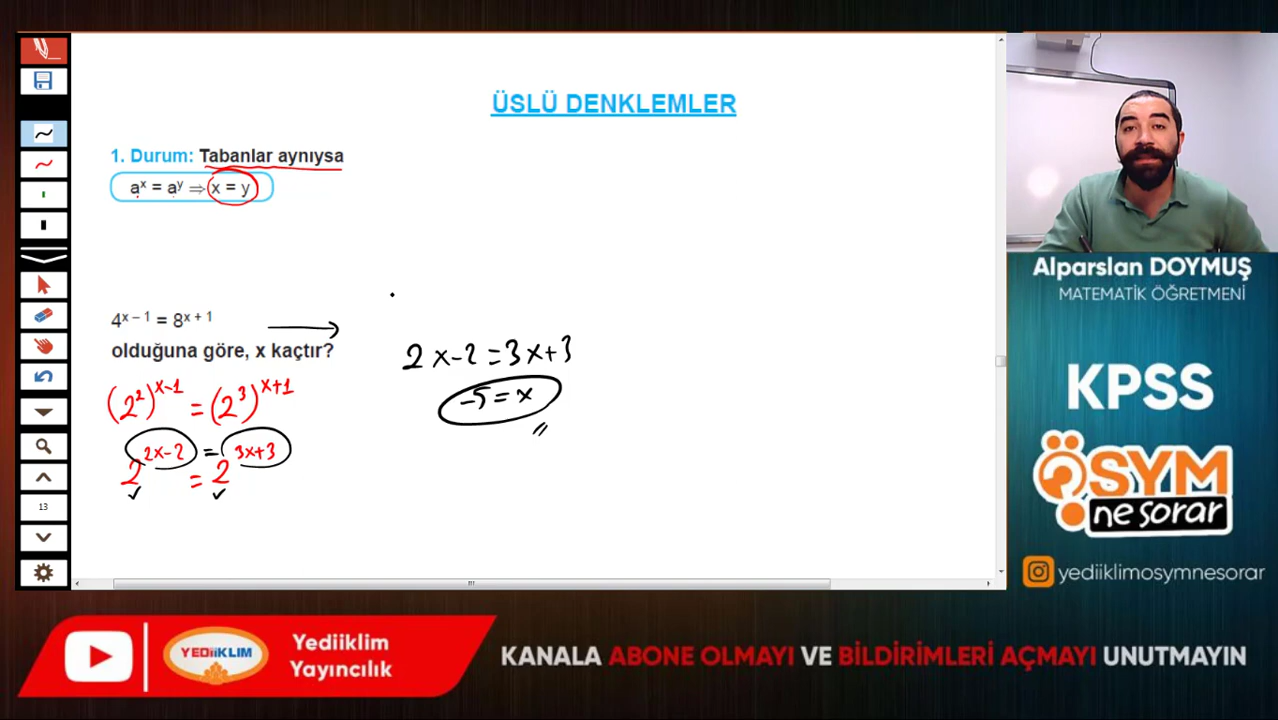 ÜSLÜ DENKLEMLER
1. Durum: Tabanlar aynıysa
aˣ = aʸ ⇒ x = y
4ˣ⁻¹ = 8ˣ⁺¹
olduğuna göre, x kaçtır?
(2²)ˣ⁻¹ = (2³)ˣ⁺¹
2²ˣ⁻² = 2³ˣ⁺³
2x-2=3x+3
-5=x
13
Alparslan DOYMUŞ
MATEMATİK ÖĞRETMENİ
KPSS
ÖSYM
ne sorar
yediiklimosymnesorar
YEDİİKLİM
Yediiklim
Yayıncılık
KANALA ABONE OLMAYI VE BİLDİRİMLERİ AÇMAYI UNUTMAYIN